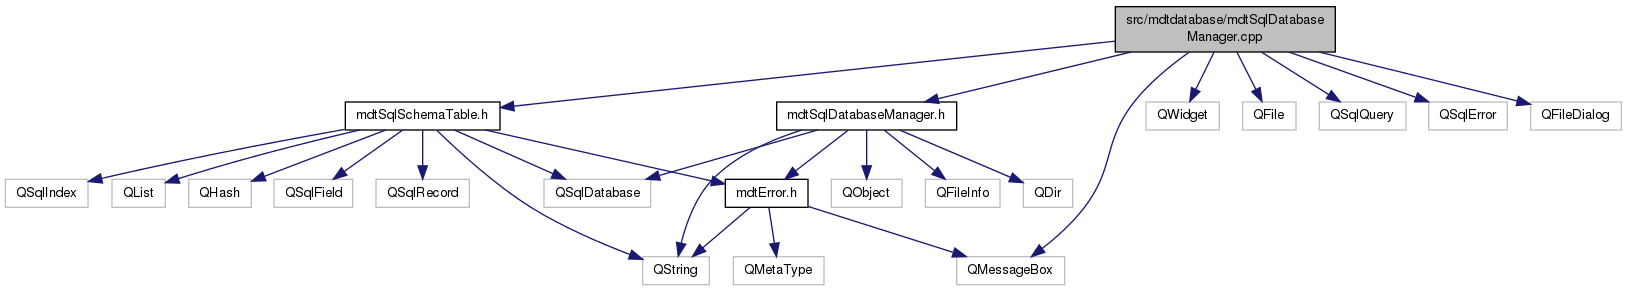 src/mdtdatabase/mdtSqlDatabase
Manager.cpp
mdtSqlSchemaTable.h
mdtSqlDatabaseManager.h
QWidget
QFile
QSqlQuery
QSqlError
QFileDialog
QSqlIndex
QList
QHash
QSqlField
QSqlRecord
QSqlDatabase
mdtError.h
QObject
QFileInfo
QDir
QString
QMetaType
QMessageBox